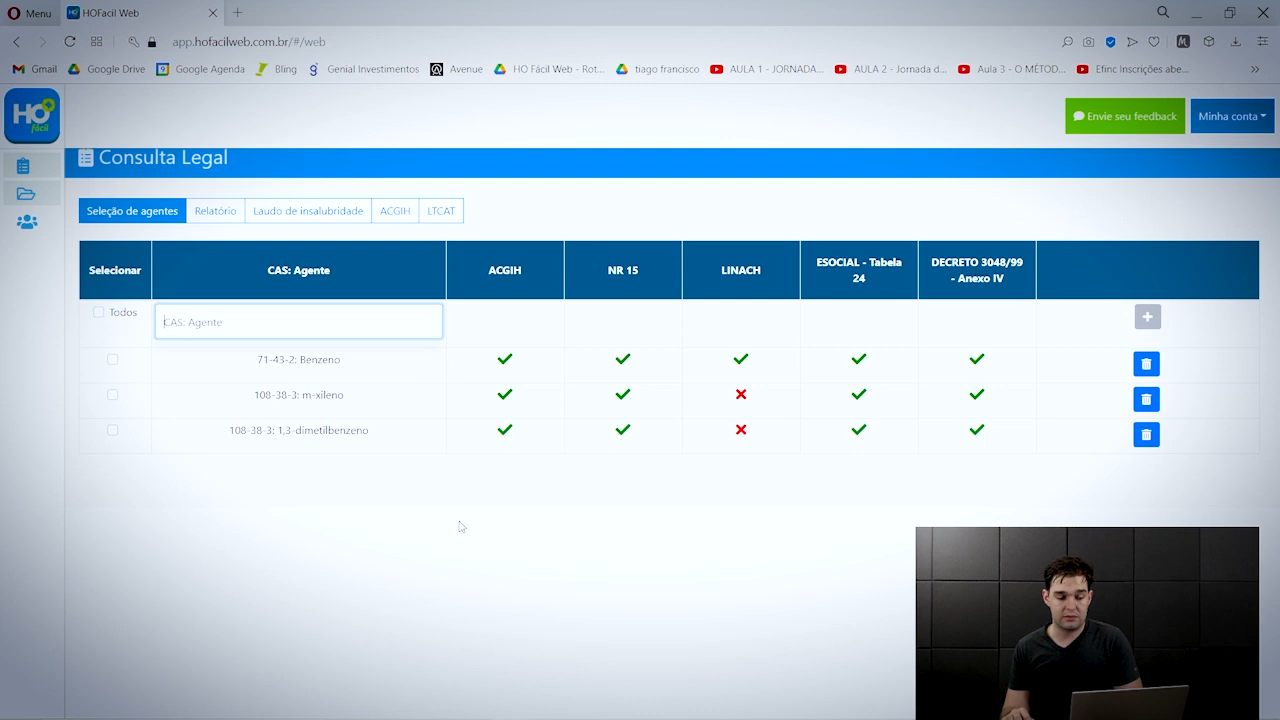 Menu
HOFacil Web
app.hofacilweb.com.br/#/web
Gmail
Google Drive
Google Agenda
Bling
Genial Investimentos
Avenue
HO Fácil Web - Rot...
tiago francisco
AULA 1 - JORNADA...
AULA 2 - Jornada d...
Aula 3 - O MÉTOD...
Efinc Inscrições abe...
HO
fácil
Envie seu feedback
Minha conta
Consulta Legal
Seleção de agentes
Relatório
Laudo de insalubridade
ACGIH
LTCAT
Selecionar
CAS: Agente
ACGIH
NR 15
LINACH
ESOCIAL - Tabela
24
DECRETO 3048/99
- Anexo IV
Todos
CAS: Agente
71-43-2: Benzeno
108-38-3: m-xileno
108-38-3: 1,3-dimetilbenzeno